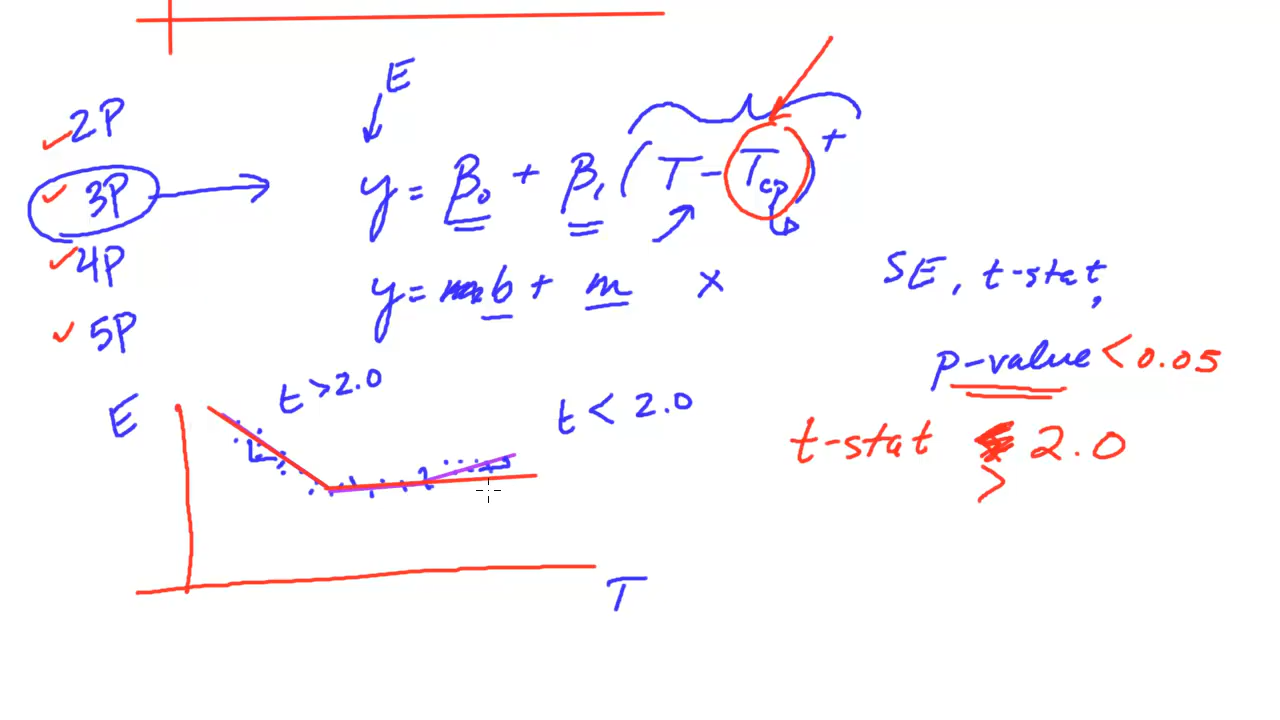 E
2P
3P
4P
5P
y = β₀ + β₁ (T - Tcp)⁺
y = b + m x
SE, t-stat,
p-value < 0.05
t-stat > 2.0
t > 2.0
t < 2.0
E
T